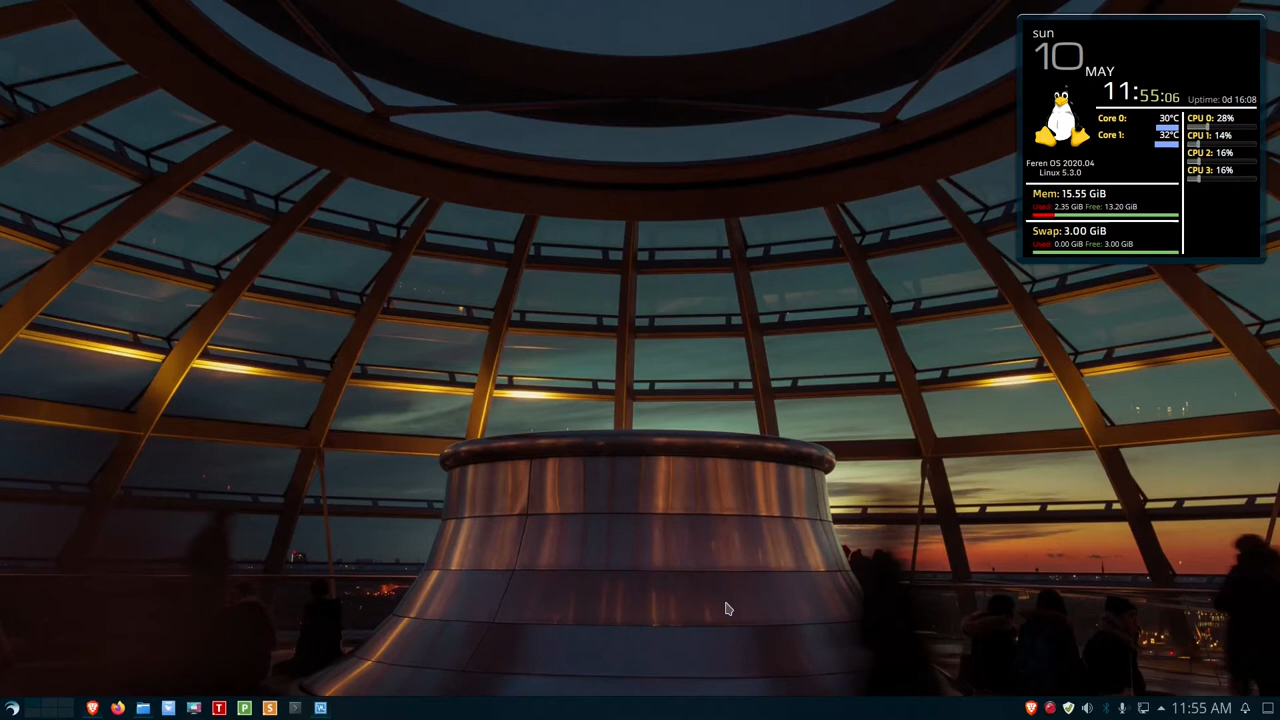 sun
10
MAY
11:55:06
Uptime: 0d 16:08
Core 0: 30°C
Core 1: 32°C
CPU 0: 28%
CPU 1: 14%
CPU 2: 16%
CPU 3: 16%
Feren OS 2020.04
Linux 5.3.0
Mem: 15.55 GiB
Used: 2.35 GiB Free: 13.20 GiB
Swap: 3.00 GiB
Used: 0.00 GiB Free: 3.00 GiB
T P S W
11:55 AM